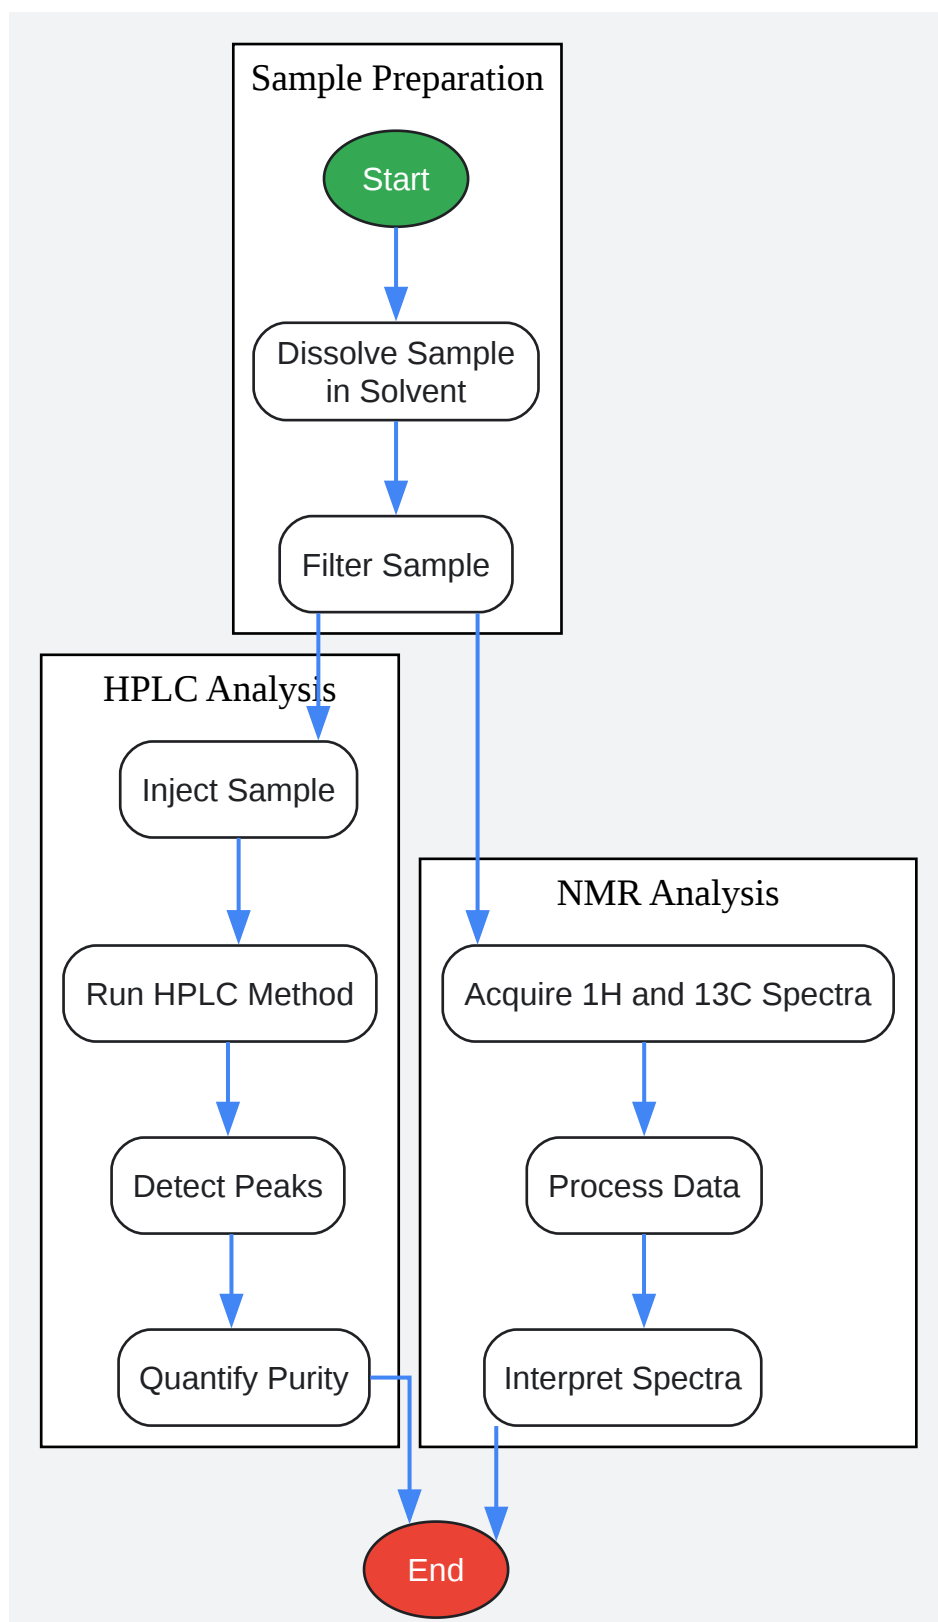 Sample Preparation
Start
Dissolve Sample
in Solvent
Filter Sample
HPLC Analysis
Inject Sample
Run HPLC Method
Detect Peaks
Quantify Purity
NMR Analysis
Acquire 1H and 13C Spectra
Process Data
Interpret Spectra
End